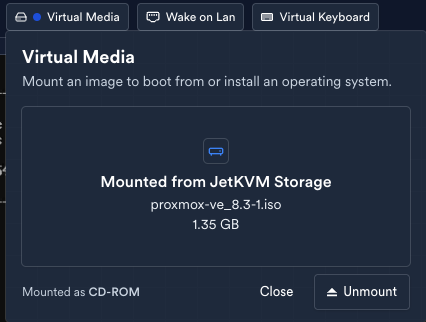 Virtual Media
Wake on Lan
Virtual Keyboard
Virtual Media
Mount an image to boot from or install an operating system.
Mounted from JetKVM Storage
proxmox-ve_8.3-1.iso
1.35 GB
Mounted as CD-ROM
Close
Unmount